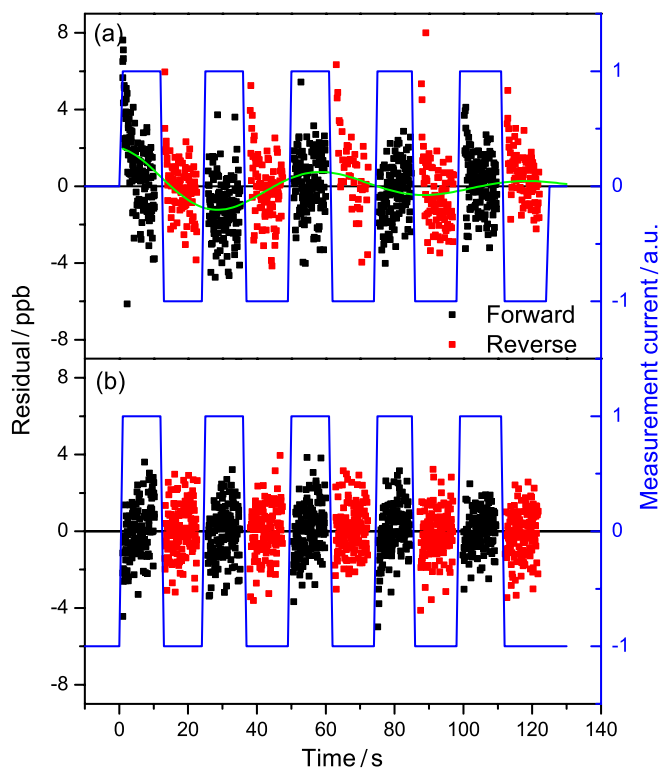 (a)
8
4
0
-4
-8
1
0
-1
Forward
Reverse
(b)
8
4
0
-4
-8
1
0
-1
0 20 40 60 80 100 120 140
Time / s
Residual / ppb
Measurement current / a.u.